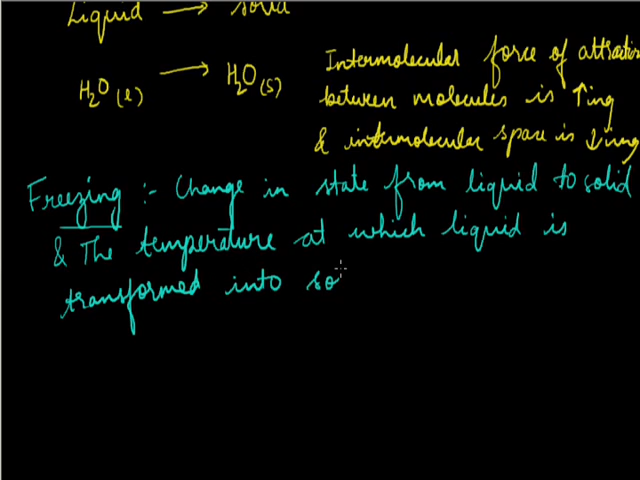 Liquid → solid
H₂O (l) → H₂O (s)
Intermolecular force of attraction
between molecules is ↑ing
& intermolecular space is ↓ing
Freezing :- Change in state from liquid to solid
& The temperature at which liquid is
transformed into so